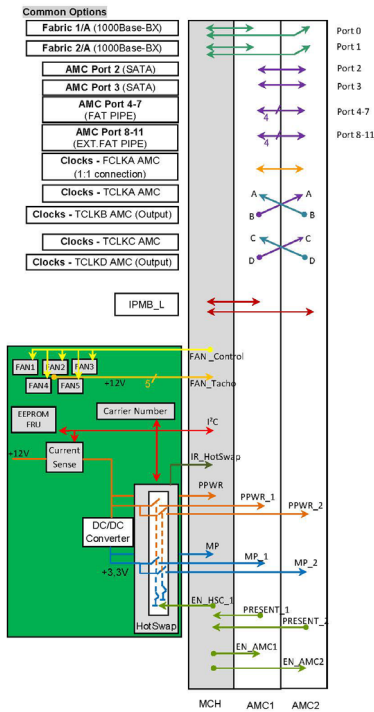 Common Options
Fabric 1/A (1000Base-BX)
Port 0
Fabric 2/A (1000Base-BX)
Port 1
AMC Port 2 (SATA)
Port 2
AMC Port 3 (SATA)
Port 3
AMC Port 4-7
(FAT PIPE)
4
Port 4-7
AMC Port 8-11
(EXT.FAT PIPE)
4
Port 8-11
Clocks - FCLKA AMC
(1:1 connection)
Clocks - TCLKA AMC
A
A
Clocks - TCLKB AMC (Output)
B
B
Clocks - TCLKC AMC
C
C
Clocks - TCLKD AMC (Output)
D
D
IPMB_L
FAN_Control
FAN1
FAN2
FAN3
FAN4
FAN5
+12V
5
FAN_Tacho
EEPROM
FRU
Carrier Number
I²C
+12V
Current
Sense
IR_HotSwap
PPWR
PPWR_1
PPWR_2
DC/DC
Converter
MP
MP_1
MP_2
+3,3V
EN_HSC_1
PRESENT_1
PRESENT_2
HotSwap
EN_AMC1
EN_AMC2
MCH
AMC1
AMC2